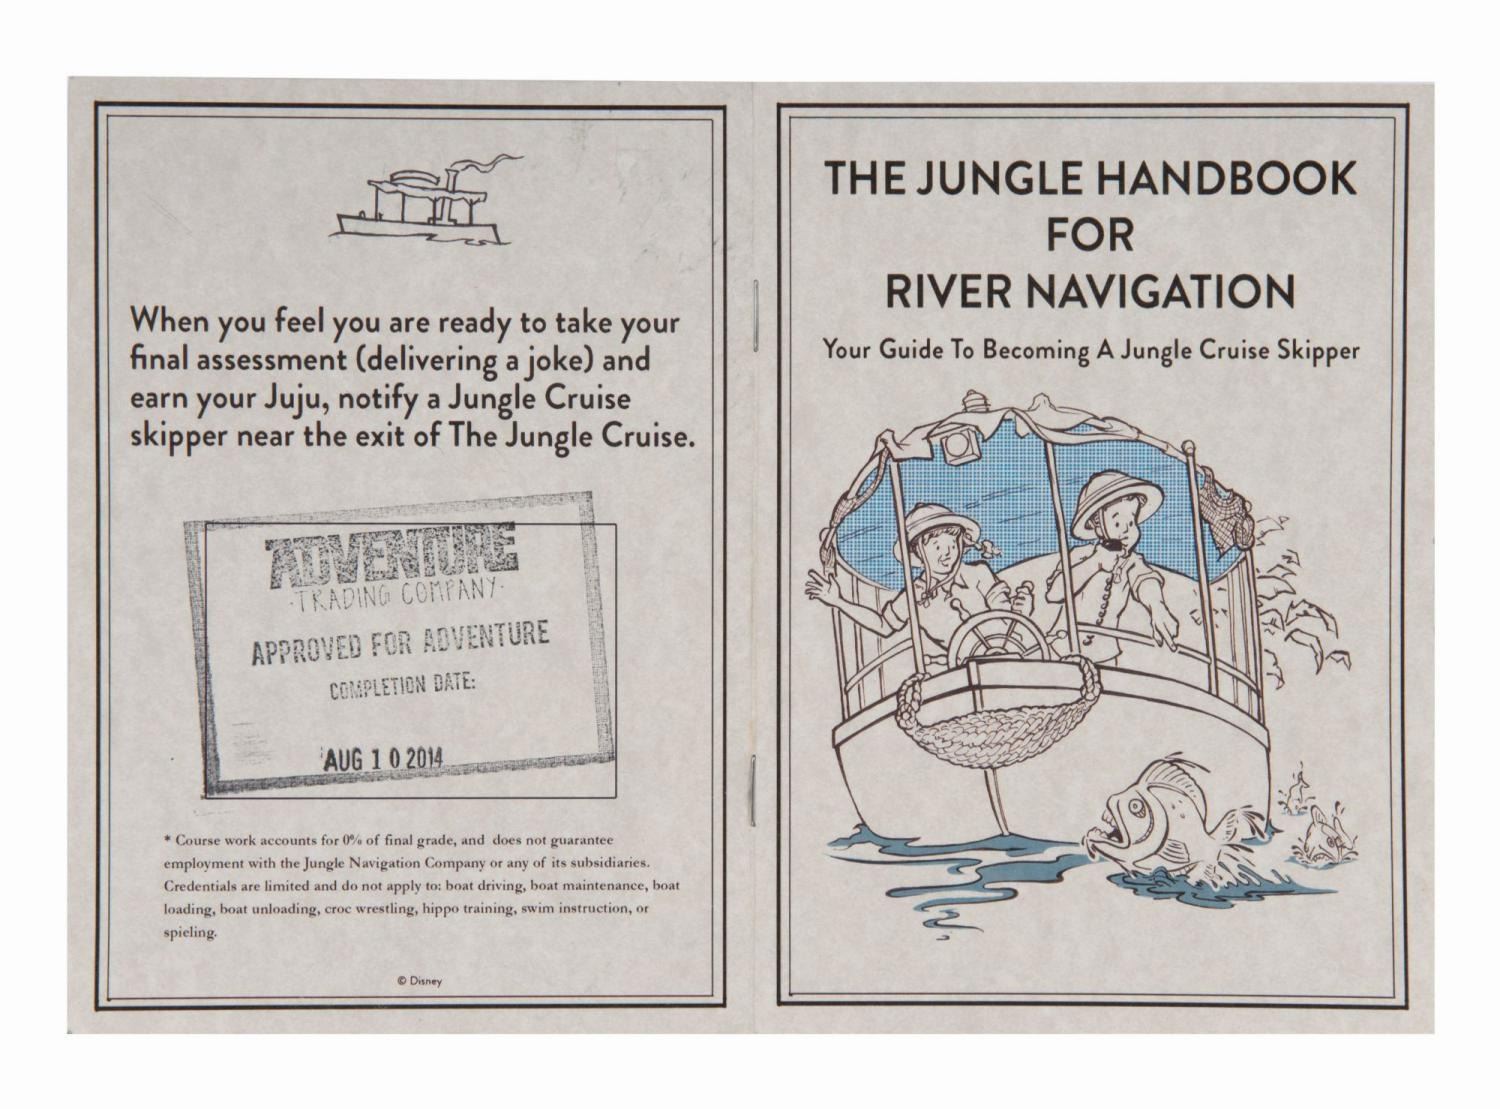 When you feel you are ready to take your
final assessment (delivering a joke) and
earn your Juju, notify a Jungle Cruise
skipper near the exit of The Jungle Cruise.
ADVENTURE
·TRADING COMPANY·
APPROVED FOR ADVENTURE
COMPLETION DATE:
AUG 10 2014
* Course work accounts for 0% of final grade, and does not guarantee
employment with the Jungle Navigation Company or any of its subsidiaries.
Credentials are limited and do not apply to: boat driving, boat maintenance, boat
loading, boat unloading, croc wrestling, hippo training, swim instruction, or
spieling.
© Disney
THE JUNGLE HANDBOOK
FOR
RIVER NAVIGATION
Your Guide To Becoming A Jungle Cruise Skipper